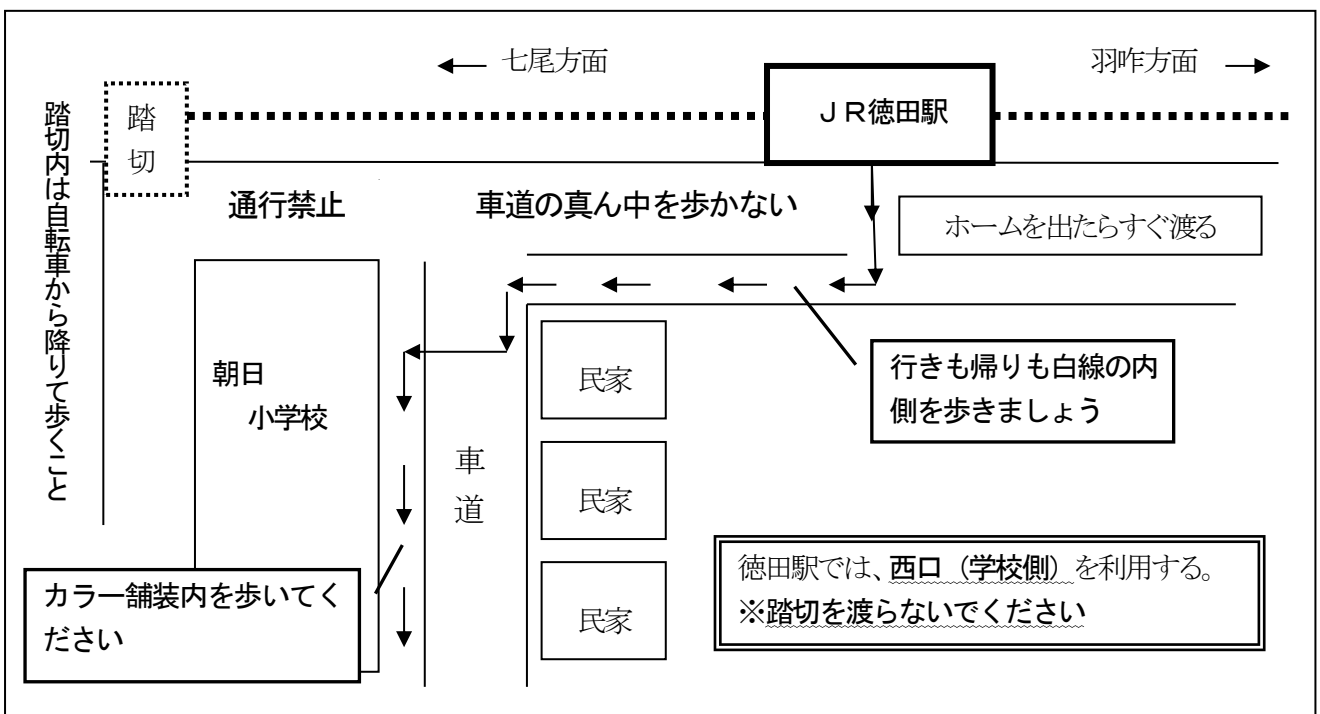 ← 七尾方面
羽咋方面 →
踏切内は自転車から降りて歩くこと
踏
切
JR徳田駅
通行禁止
車道の真ん中を歩かない
ホームを出たらすぐ渡る
朝日
小学校
民家
行きも帰りも白線の内
側を歩きましょう
車
道
民家
カラー舗装内を歩いてく
ださい
民家
徳田駅では、西口（学校側）を利用する。
※踏切を渡らないでください